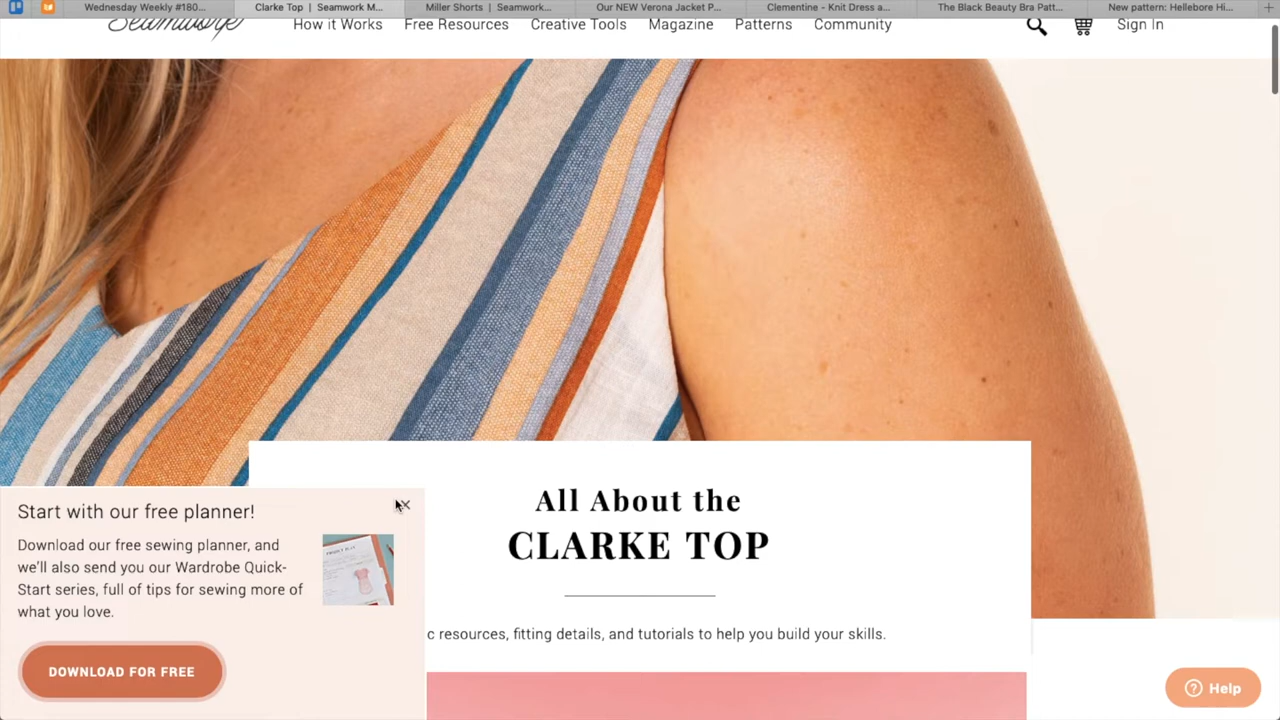 Wednesday Weekly #180...
Clarke Top | Seamwork M...
Miller Shorts | Seamwork...
Our NEW Verona Jacket P...
Clementine - Knit Dress a...
The Black Beauty Bra Patt...
New pattern: Hellebore Hi...
Seamwork
How it Works
Free Resources
Creative Tools
Magazine
Patterns
Community
Sign In
All About the
CLARKE TOP
c resources, fitting details, and tutorials to help you build your skills.
Start with our free planner!
Download our free sewing planner, and
we'll also send you our Wardrobe Quick-
Start series, full of tips for sewing more of
what you love.
DOWNLOAD FOR FREE
Help